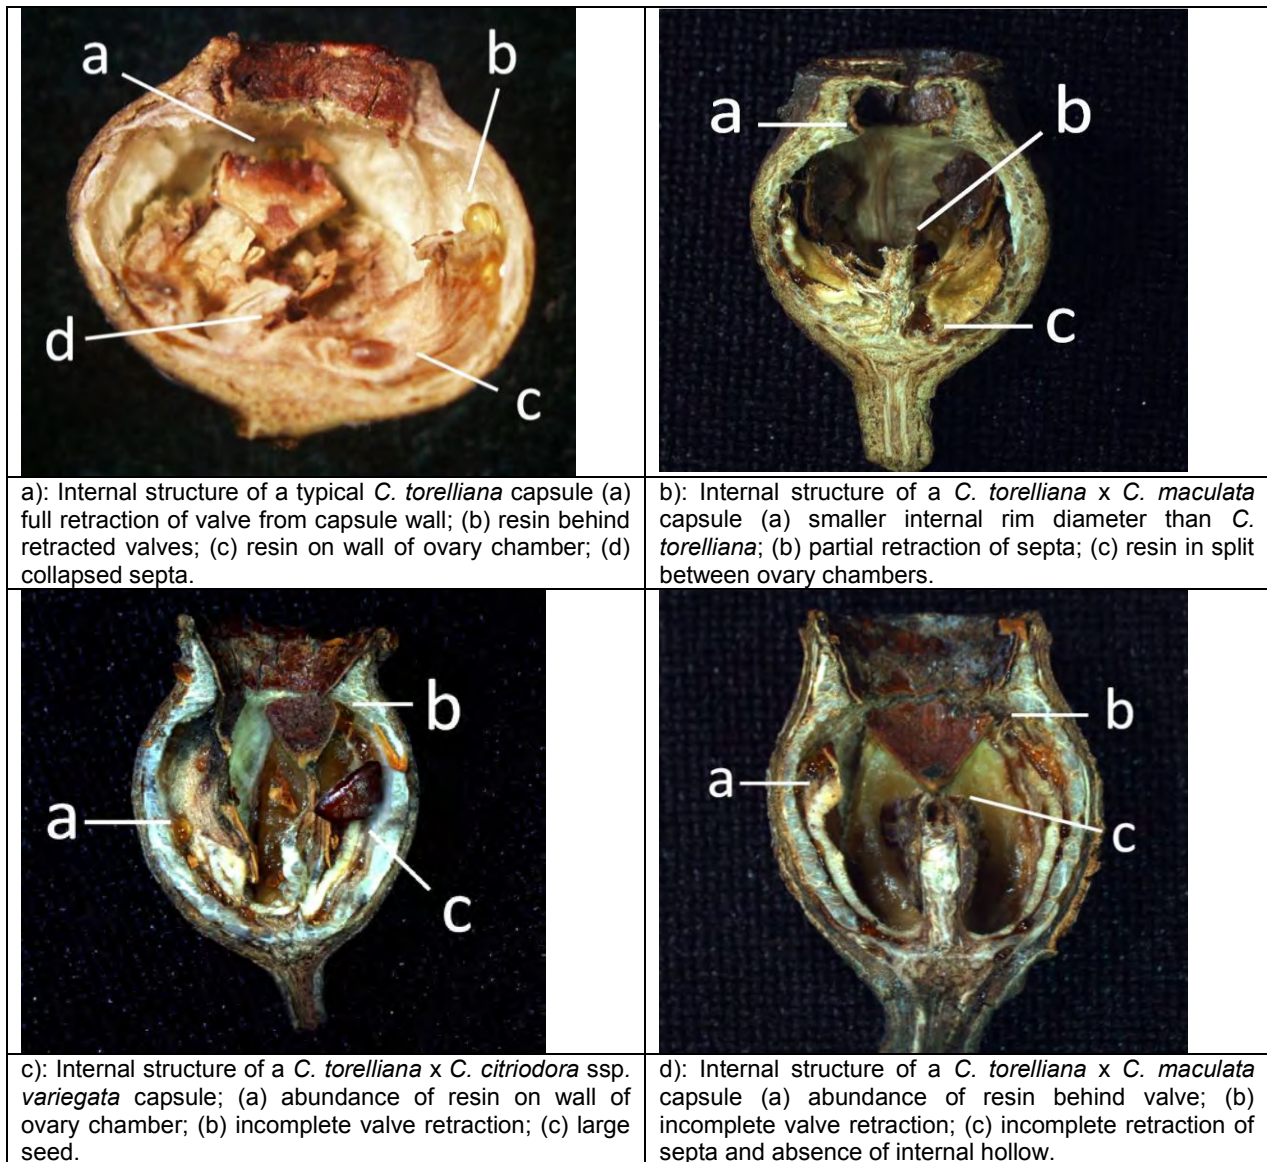 a
b
d
c
a): Internal structure of a typical C. torelliana capsule (a)
full retraction of valve from capsule wall; (b) resin behind
retracted valves; (c) resin on wall of ovary chamber; (d)
collapsed septa.
a
b
c
b): Internal structure of a C. torelliana x C. maculata
capsule (a) smaller internal rim diameter than C.
torelliana; (b) partial retraction of septa; (c) resin in split
between ovary chambers.
b
a
c
c): Internal structure of a C. torelliana x C. citriodora ssp.
variegata capsule; (a) abundance of resin on wall of
ovary chamber; (b) incomplete valve retraction; (c) large
seed.
b
a
c
d): Internal structure of a C. torelliana x C. maculata
capsule (a) abundance of resin behind valve; (b)
incomplete valve retraction; (c) incomplete retraction of
septa and absence of internal hollow.